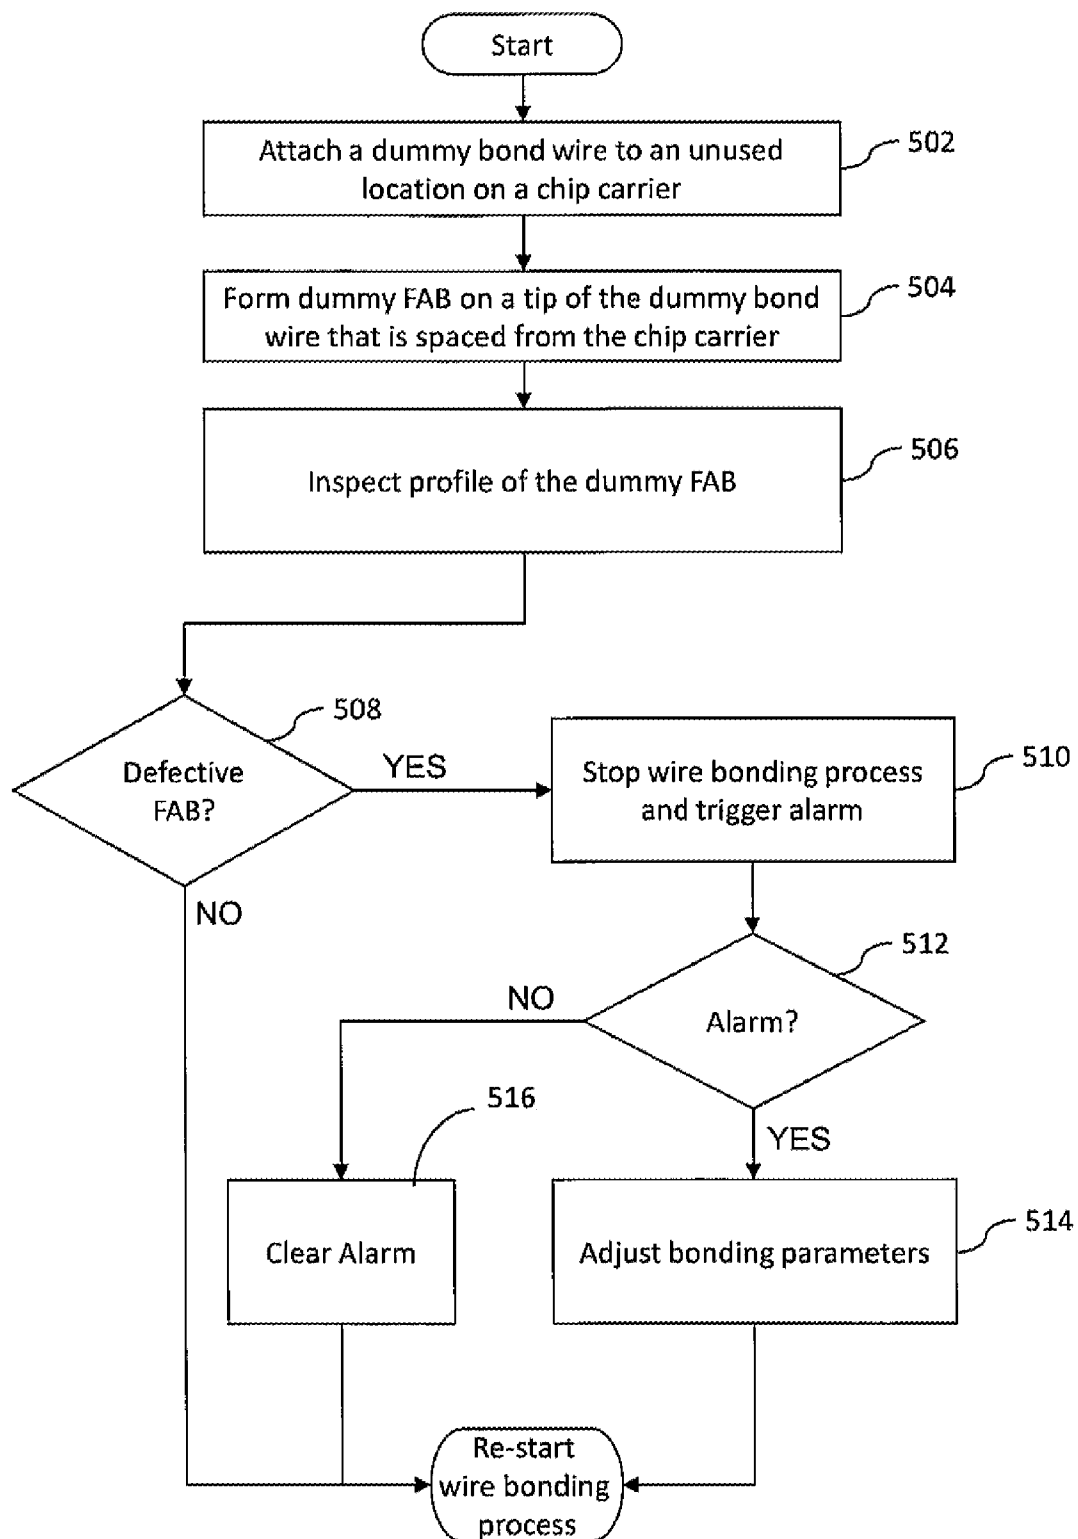 Start
Attach a dummy bond wire to an unused
location on a chip carrier
502
Form dummy FAB on a tip of the dummy bond
wire that is spaced from the chip carrier
504
Inspect profile of the dummy FAB
506
Defective
FAB?
508
YES
NO
Stop wire bonding process
and trigger alarm
510
Alarm?
512
NO
YES
Clear Alarm
516
Adjust bonding parameters
514
Re-start
wire bonding
process